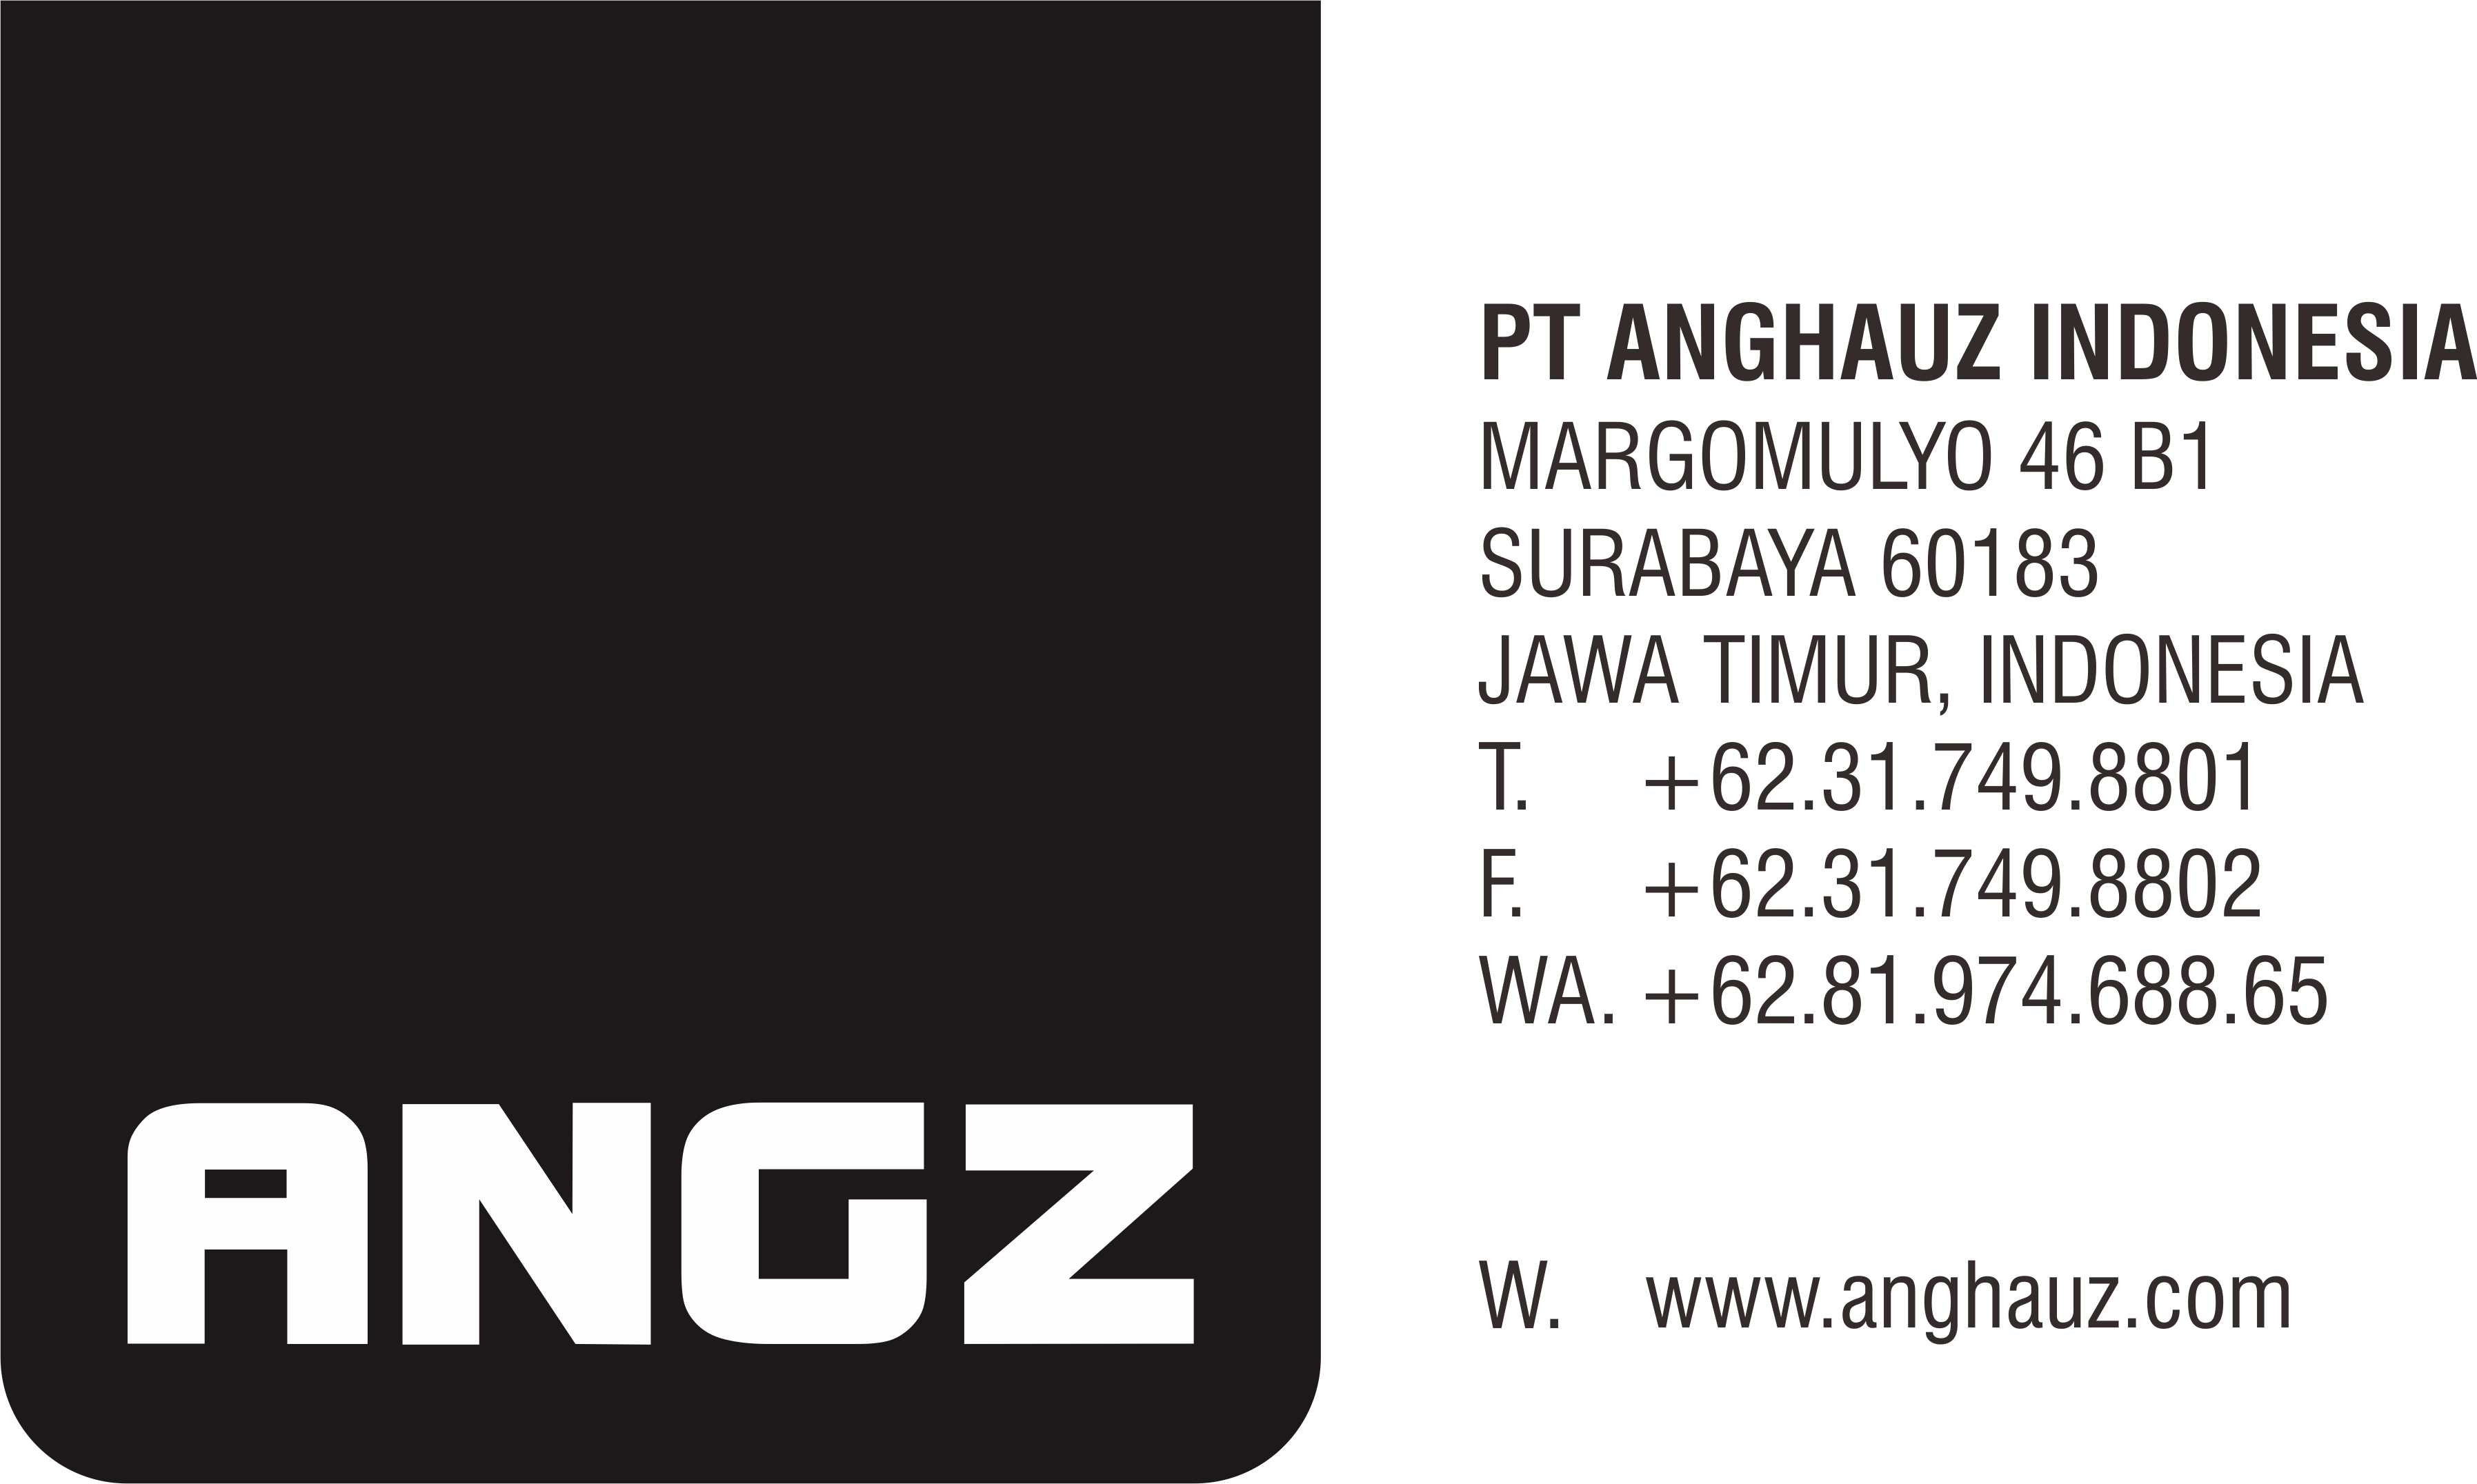 ANGZ
PT ANGHAUZ INDONESIA
MARGOMULYO 46 B1
SURABAYA 60183
JAWA TIMUR, INDONESIA
T. +62.31.749.8801
F. +62.31.749.8802
WA. +62.81.974.688.65
W. www.anghauz.com